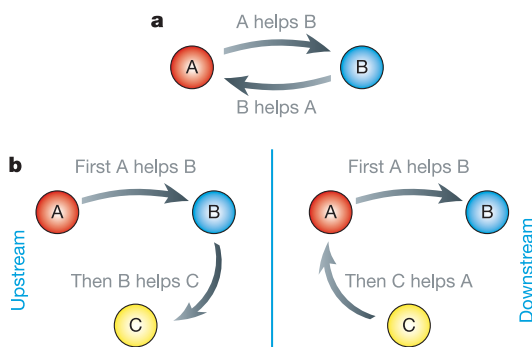 a
A helps B
A
B
B helps A
b
Upstream
First A helps B
A
B
Then B helps C
C
First A helps B
A
B
Then C helps A
C
Downstream